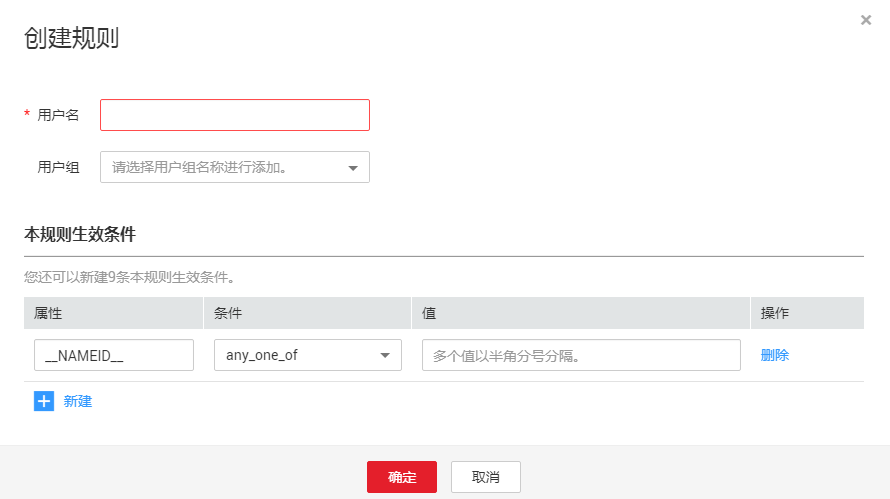 创建规则
* 用户名
用户组 请选择用户组名称进行添加。
本规则生效条件
您还可以新建9条本规则生效条件。
属性 条件 值 操作
__NAMEID__ any_one_of 多个值以半角分号分隔。 删除
新建
确定 取消